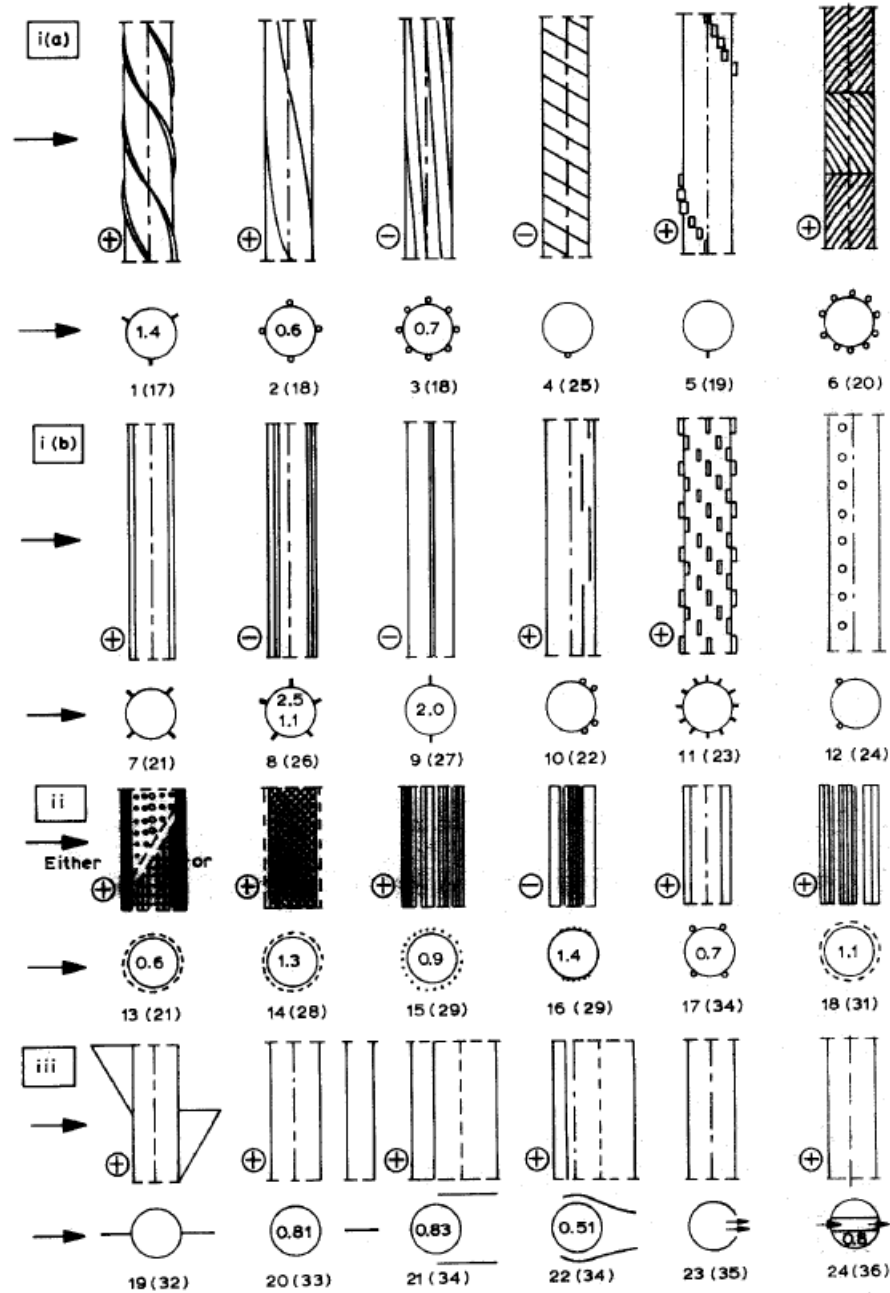 i(a)
+ + − − + +
1.4 0.6 0.7
1 (17) 2 (18) 3 (18) 4 (25) 5 (19) 6 (20)
i (b)
+ − − + +
2.5
1.1 2.0
7 (21) 8 (26) 9 (27) 10 (22) 11 (23) 12 (24)
ii
Either or
+ + + − + +
0.6 1.3 0.9 1.4 0.7 1.1
13 (21) 14 (28) 15 (29) 16 (29) 17 (34) 18 (31)
iii
+ + + + +
0.81 0.83 0.51 0.8
19 (32) 20 (33) 21 (34) 22 (34) 23 (35) 24 (36)